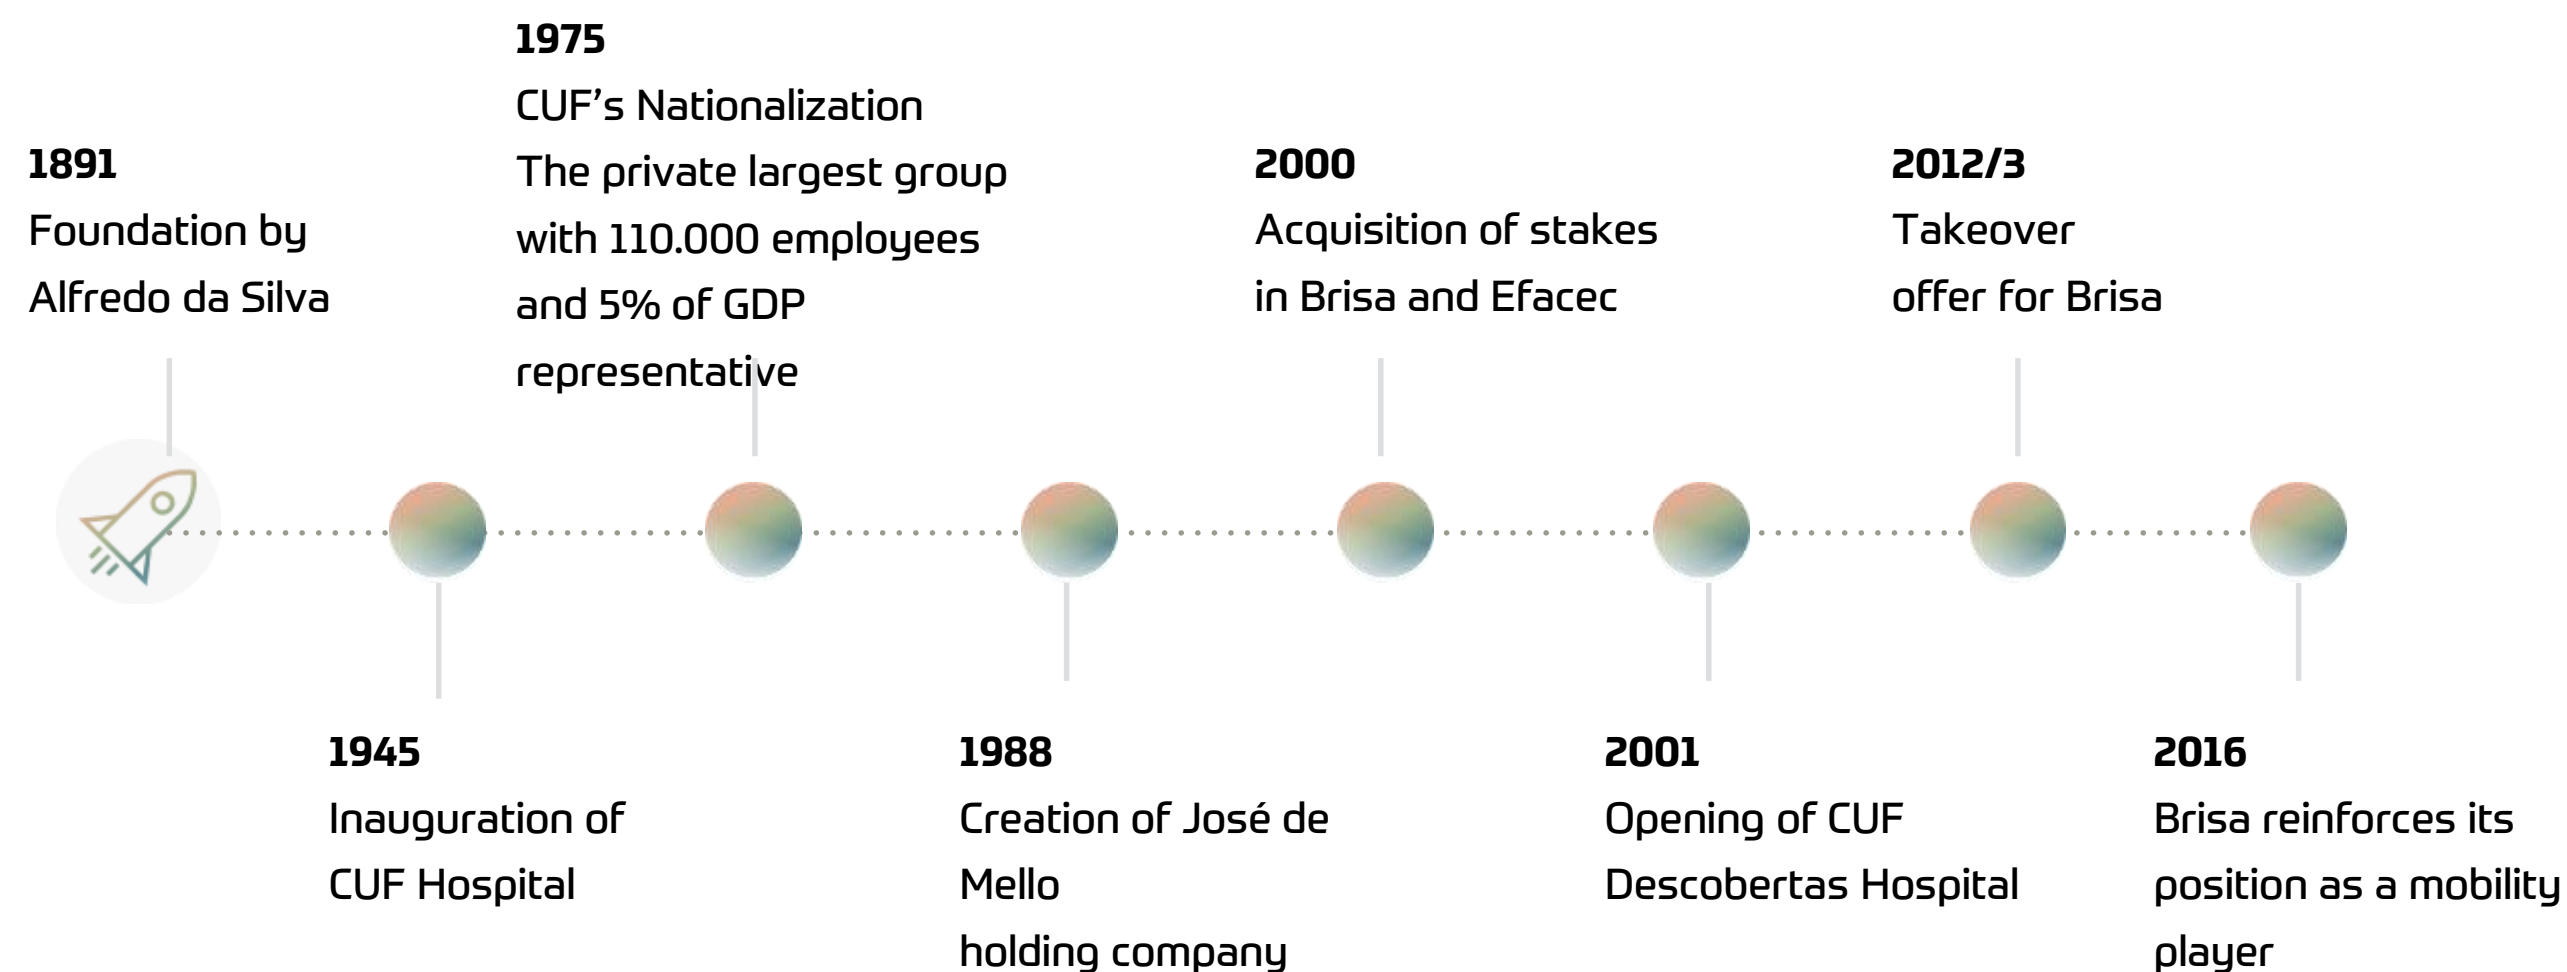 1891
Foundation by
Alfredo da Silva
1945
Inauguration of
CUF Hospital
1975
CUF’s Nationalization
The private largest group
with 110.000 employees
and 5% of GDP
representative
1988
Creation of José de
Mello
holding company
2000
Acquisition of stakes
in Brisa and Efacec
2001
Opening of CUF
Descobertas Hospital
2012/3
Takeover
offer for Brisa
2016
Brisa reinforces its
position as a mobility
player